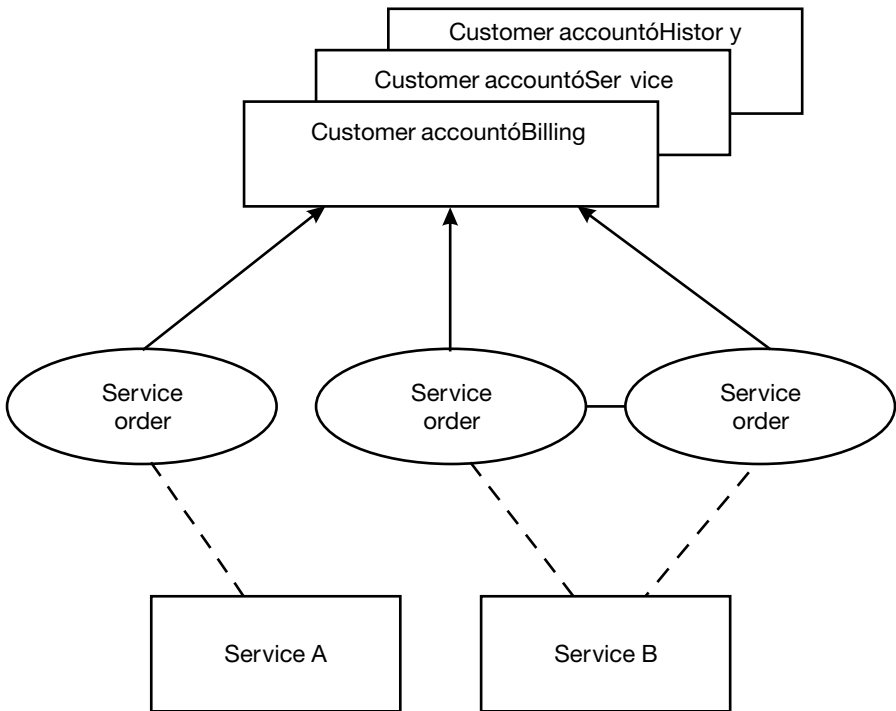 Customer accountóHistor y
Customer accountóSer vice
Customer accountóBilling
Service
order
Service
order
Service
order
Service A
Service B